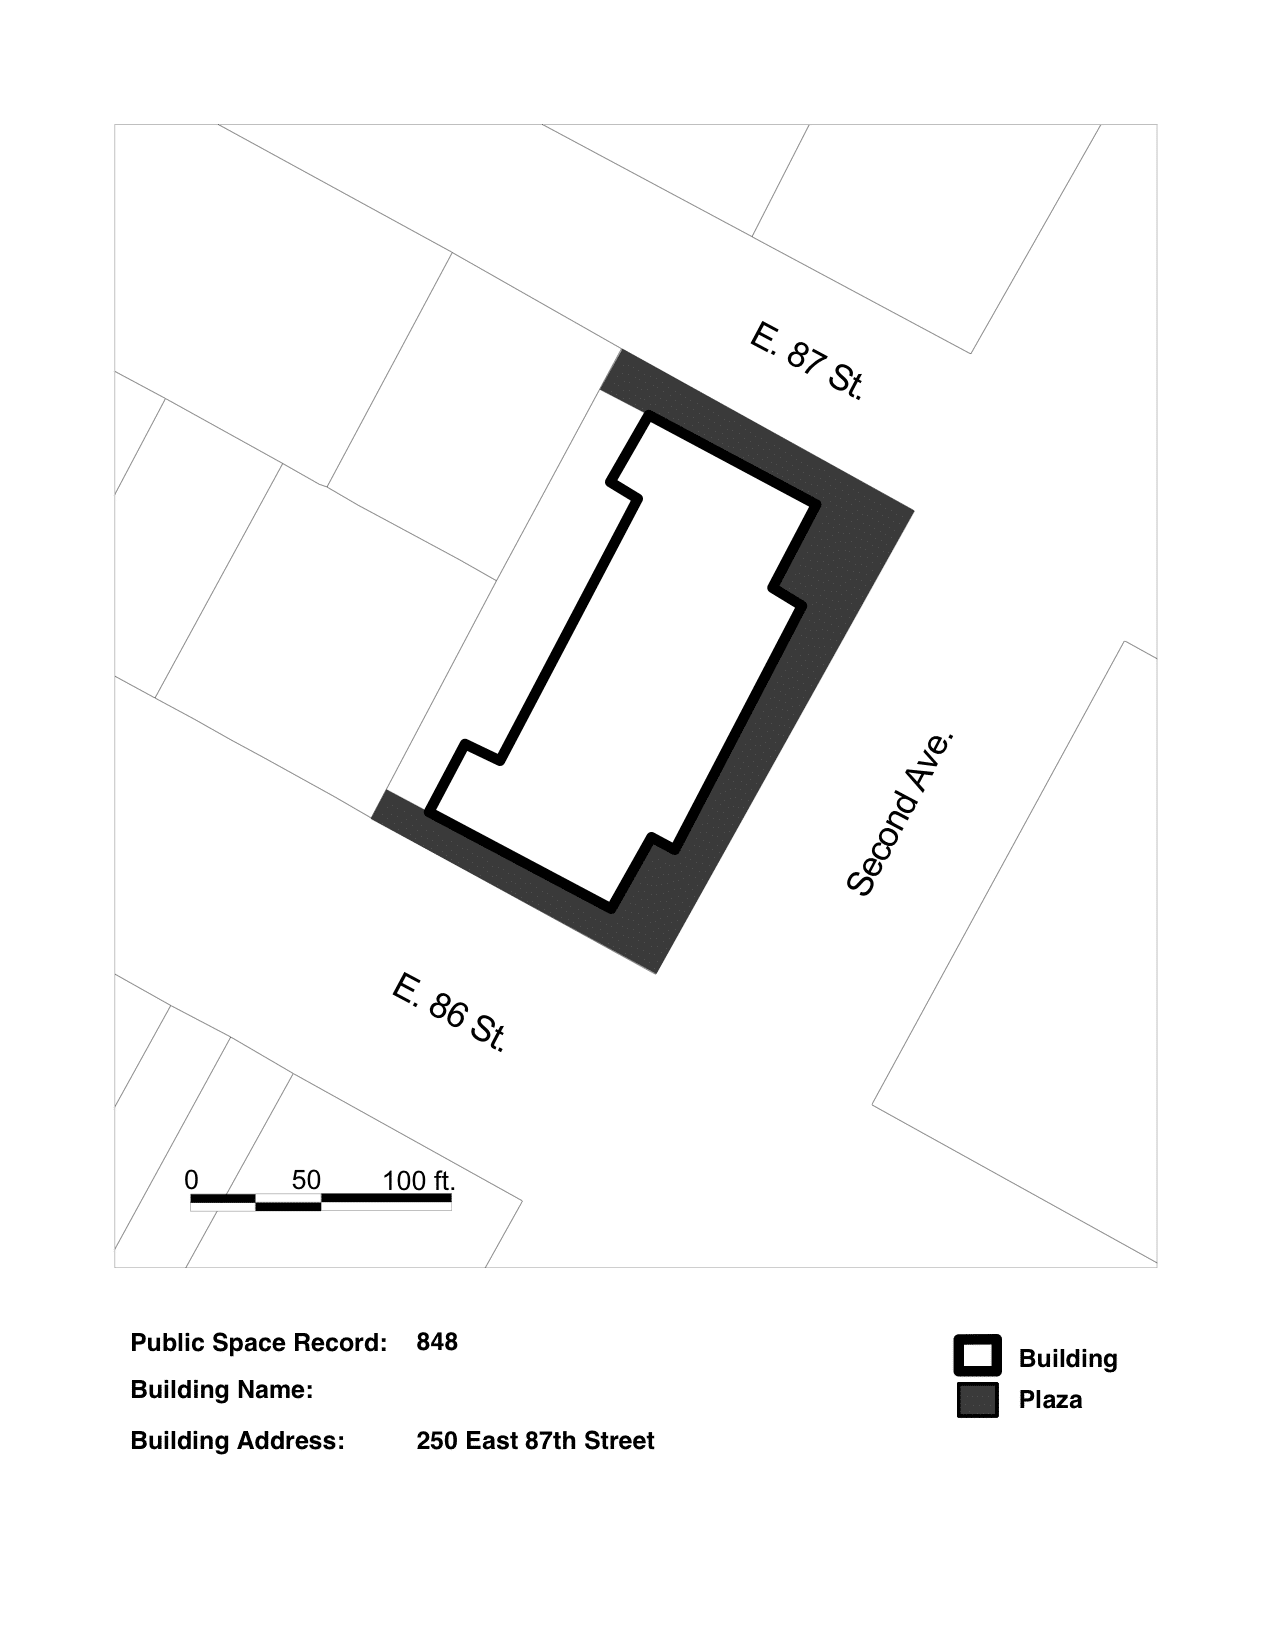 E. 87 St.
Second Ave.
E. 86 St.
0 50 100 ft.
Public Space Record: 848
Building Name:
Building Address: 250 East 87th Street
Building
Plaza